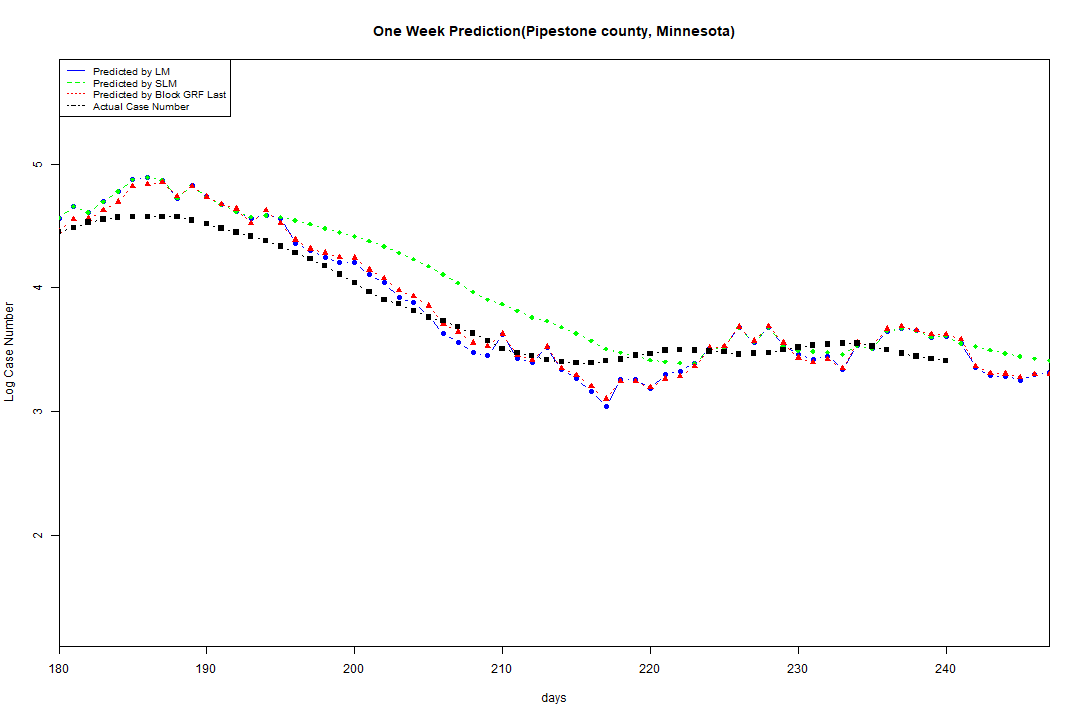 One Week Prediction(Pipestone county, Minnesota)
Predicted by LM
Predicted by SLM
Predicted by Block GRF Last
Actual Case Number
5
4
3
2
Log Case Number
180 190 200 210 220 230 240
days